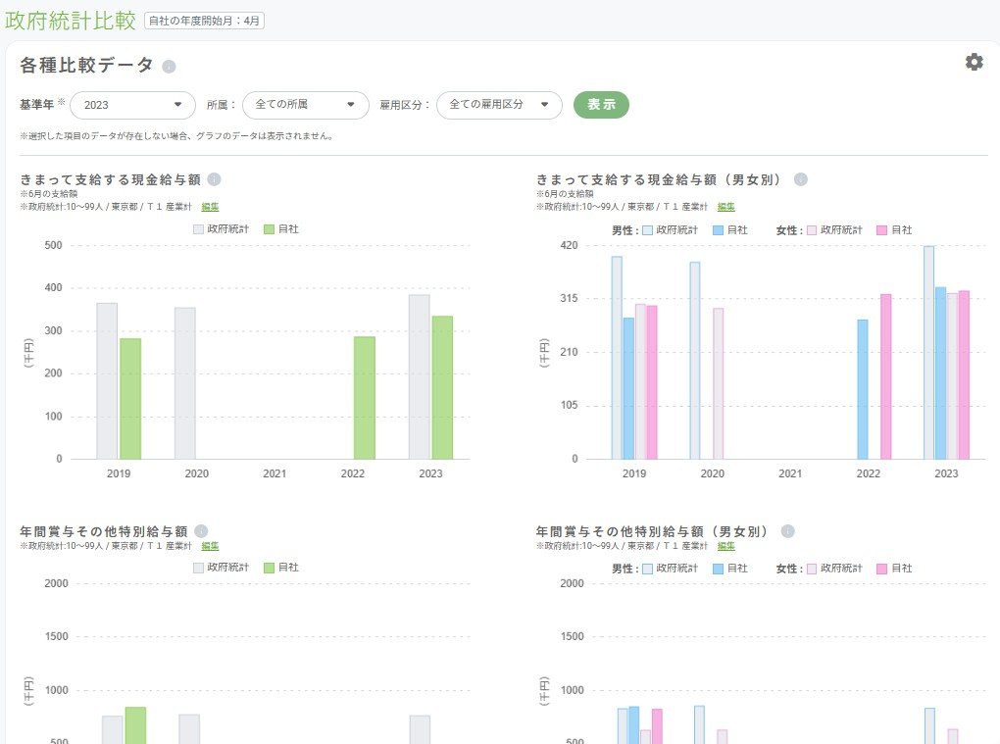 政府統計比較 自社の年度開始月：4月
各種比較データ
基準年 ※ 2023 所属： 全ての所属 雇用区分： 全ての雇用区分 表示
※選択した項目のデータが存在しない場合、グラフのデータは表示されません。
きまって支給する現金給与額
※6月の支給額
※政府統計:10～99人 / 東京都 / Ｔ１ 産業計 編集
政府統計 自社
500
400
300
200
100
0
(千円)
2019 2020 2021 2022 2023
きまって支給する現金給与額（男女別）
※6月の支給額
※政府統計:10～99人 / 東京都 / Ｔ１ 産業計 編集
男性 : 政府統計 自社 女性 : 政府統計 自社
420
315
210
105
0
(千円)
2019 2020 2021 2022 2023
年間賞与その他特別給与額
※政府統計:10～99人 / 東京都 / Ｔ１ 産業計 編集
政府統計 自社
2000
1500
1000
500
(千円)
年間賞与その他特別給与額（男女別）
※政府統計:10～99人 / 東京都 / Ｔ１ 産業計 編集
男性 : 政府統計 自社 女性 : 政府統計 自社
2000
1500
1000
500
(千円)